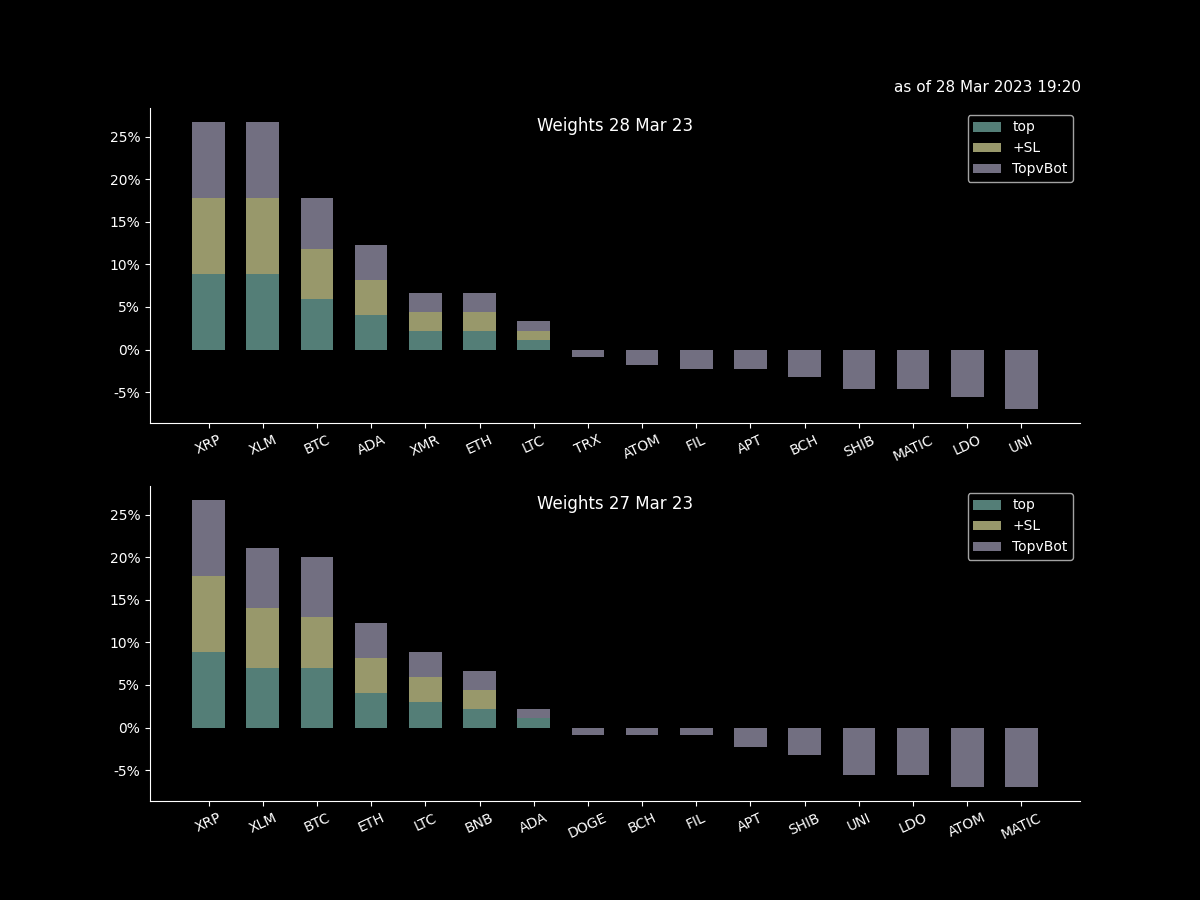 as of 28 Mar 2023 19:20
Weights 28 Mar 23
top
+SL
TopvBot
25%
20%
15%
10%
5%
0%
-5%
XRP XLM BTC ADA XMR ETH LTC TRX ATOM FIL APT BCH SHIB MATIC LDO UNI
Weights 27 Mar 23
top
+SL
TopvBot
25%
20%
15%
10%
5%
0%
-5%
XRP XLM BTC ETH LTC BNB ADA DOGE BCH FIL APT SHIB UNI LDO ATOM MATIC